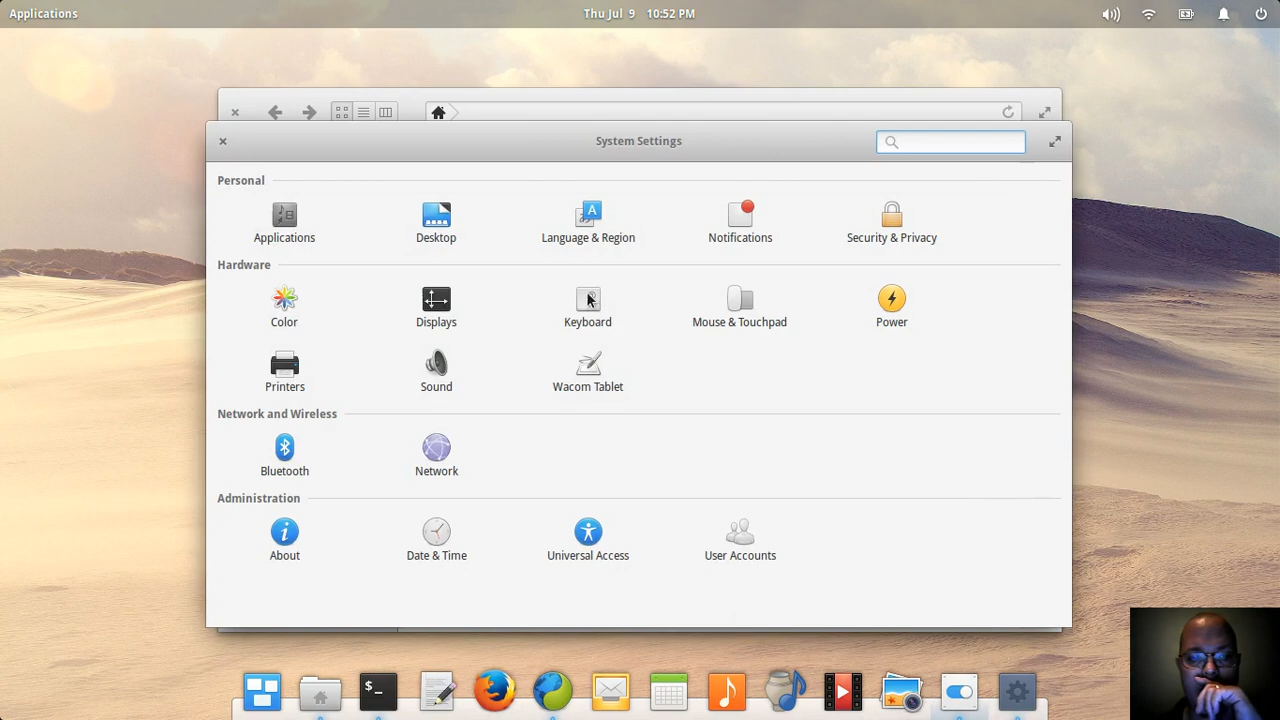 Applications
Thu Jul 9 10:52 PM
System Settings
Personal
Applications
Desktop
Language & Region
Notifications
Security & Privacy
Hardware
Color
Displays
Keyboard
Mouse & Touchpad
Power
Printers
Sound
Wacom Tablet
Network and Wireless
Bluetooth
Network
Administration
About
Date & Time
Universal Access
User Accounts